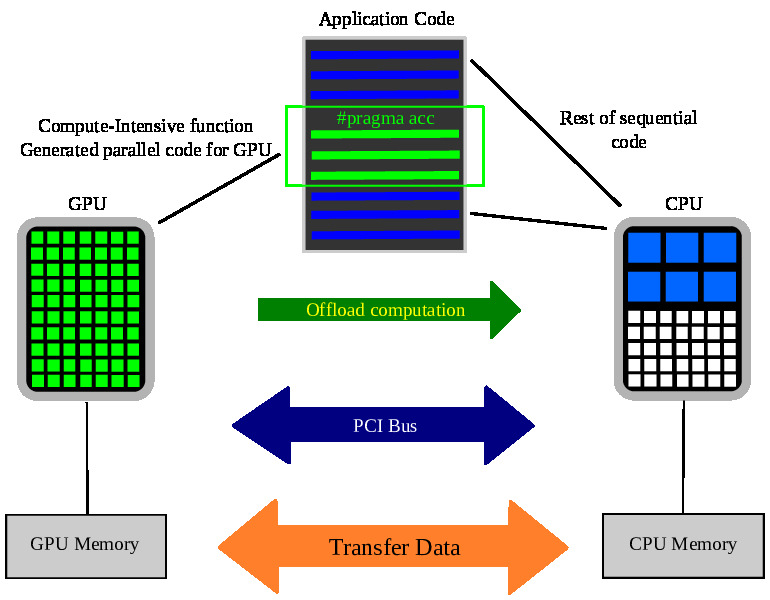 Application Code
#pragma acc
Compute-Intensive function
Generated parallel code for GPU
Rest of sequential
code
GPU
CPU
Offload computation
PCI Bus
GPU Memory
Transfer Data
CPU Memory